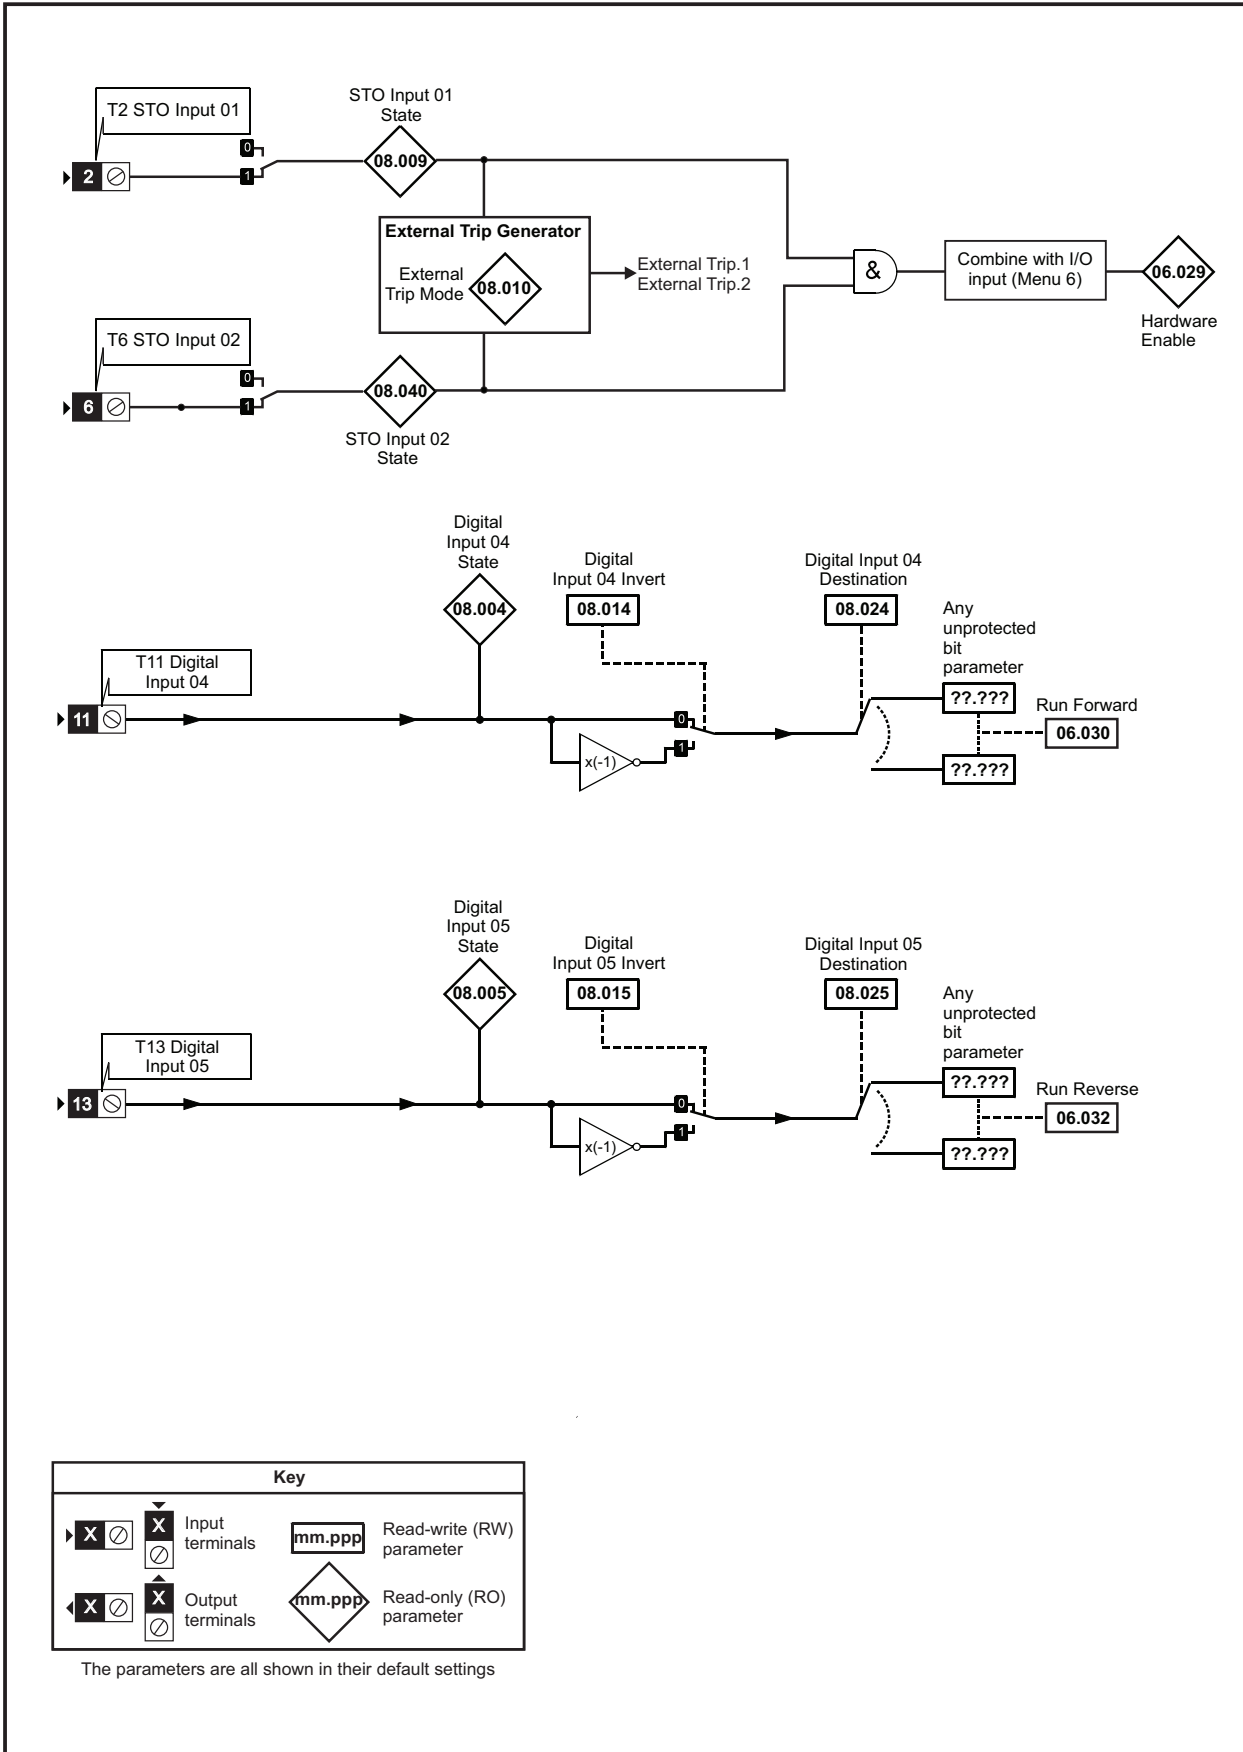 T2 STO Input 01
STO Input 01
State
0
2
1
08.009
External Trip Generator
External
Trip Mode
08.010
External Trip.1
External Trip.2
&
Combine with I/O
input (Menu 6)
06.029
Hardware
Enable
T6 STO Input 02
0
6
1
08.040
STO Input 02
State
Digital
Input 04
State
08.004
Digital
Input 04 Invert
08.014
Digital Input 04
Destination
08.024
Any
unprotected
bit
parameter
T11 Digital
Input 04
11
0
1
x(-1)
??.???
??.???
Run Forward
06.030
Digital
Input 05
State
08.005
Digital
Input 05 Invert
08.015
Digital Input 05
Destination
08.025
Any
unprotected
bit
parameter
T13 Digital
Input 05
13
0
1
x(-1)
??.???
??.???
Run Reverse
06.032
Key
X
X
Input
terminals
mm.ppp
Read-write (RW)
parameter
X
X
Output
terminals
mm.ppp
Read-only (RO)
parameter
The parameters are all shown in their default settings